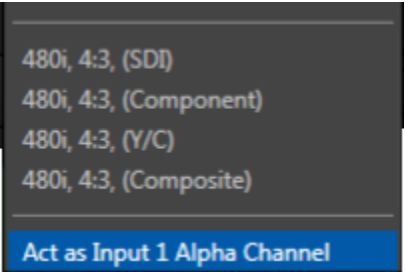 480i, 4:3, (SDI)
480i, 4:3, (Component)
480i, 4:3, (Y/C)
480i, 4:3, (Composite)
Act as Input 1 Alpha Channel